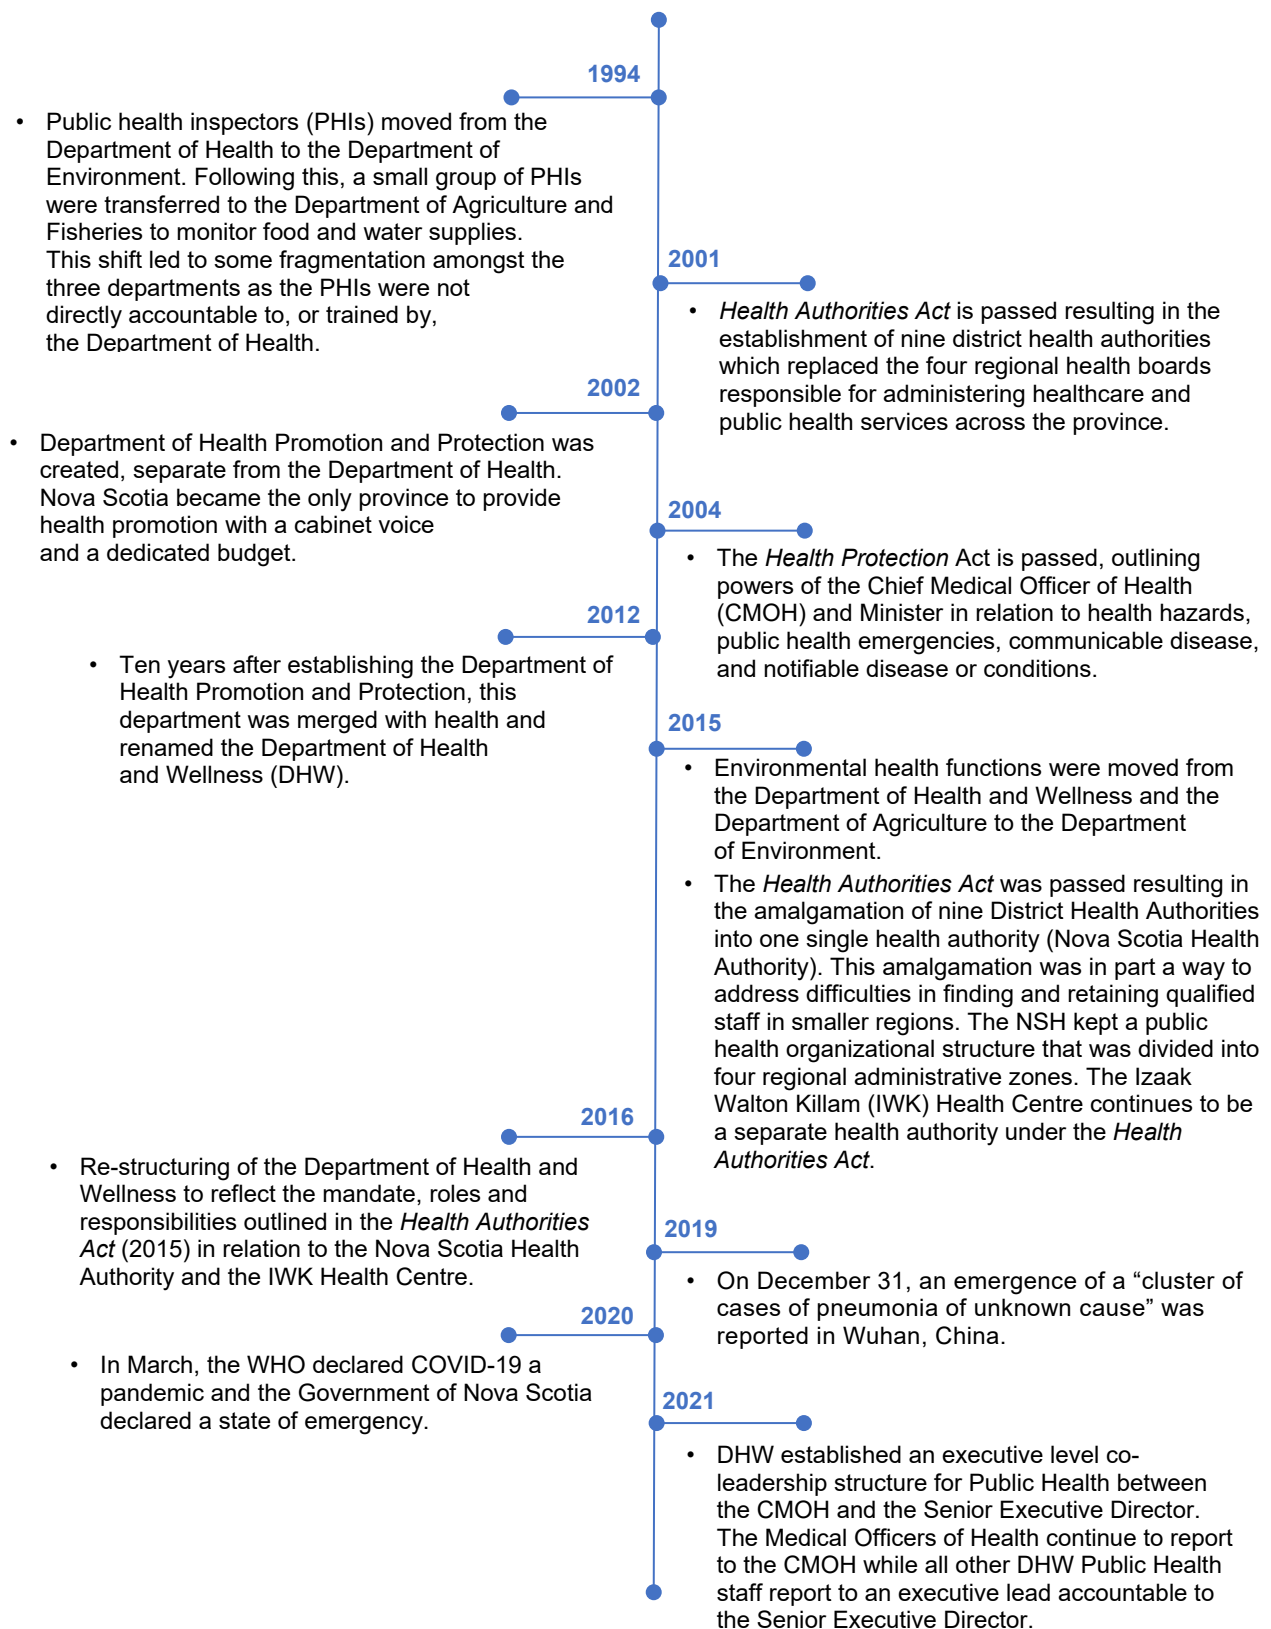 1994
• Public health inspectors (PHIs) moved from the
Department of Health to the Department of
Environment. Following this, a small group of PHIs
were transferred to the Department of Agriculture and
Fisheries to monitor food and water supplies.
This shift led to some fragmentation amongst the
three departments as the PHIs were not
directly accountable to, or trained by,
the Department of Health.
2001
• Health Authorities Act is passed resulting in the
establishment of nine district health authorities
which replaced the four regional health boards
responsible for administering healthcare and
public health services across the province.
2002
• Department of Health Promotion and Protection was
created, separate from the Department of Health.
Nova Scotia became the only province to provide
health promotion with a cabinet voice
and a dedicated budget.
2004
• The Health Protection Act is passed, outlining
powers of the Chief Medical Officer of Health
(CMOH) and Minister in relation to health hazards,
public health emergencies, communicable disease,
and notifiable disease or conditions.
2012
• Ten years after establishing the Department of
Health Promotion and Protection, this
department was merged with health and
renamed the Department of Health
and Wellness (DHW).
2015
• Environmental health functions were moved from
the Department of Health and Wellness and the
Department of Agriculture to the Department
of Environment.
• The Health Authorities Act was passed resulting in
the amalgamation of nine District Health Authorities
into one single health authority (Nova Scotia Health
Authority). This amalgamation was in part a way to
address difficulties in finding and retaining qualified
staff in smaller regions. The NSH kept a public
health organizational structure that was divided into
four regional administrative zones. The Izaak
Walton Killam (IWK) Health Centre continues to be
a separate health authority under the Health
Authorities Act.
2016
• Re-structuring of the Department of Health and
Wellness to reflect the mandate, roles and
responsibilities outlined in the Health Authorities
Act (2015) in relation to the Nova Scotia Health
Authority and the IWK Health Centre.
2019
• On December 31, an emergence of a “cluster of
cases of pneumonia of unknown cause” was
reported in Wuhan, China.
2020
• In March, the WHO declared COVID-19 a
pandemic and the Government of Nova Scotia
declared a state of emergency.
2021
• DHW established an executive level co-
leadership structure for Public Health between
the CMOH and the Senior Executive Director.
The Medical Officers of Health continue to report
to the CMOH while all other DHW Public Health
staff report to an executive lead accountable to
the Senior Executive Director.